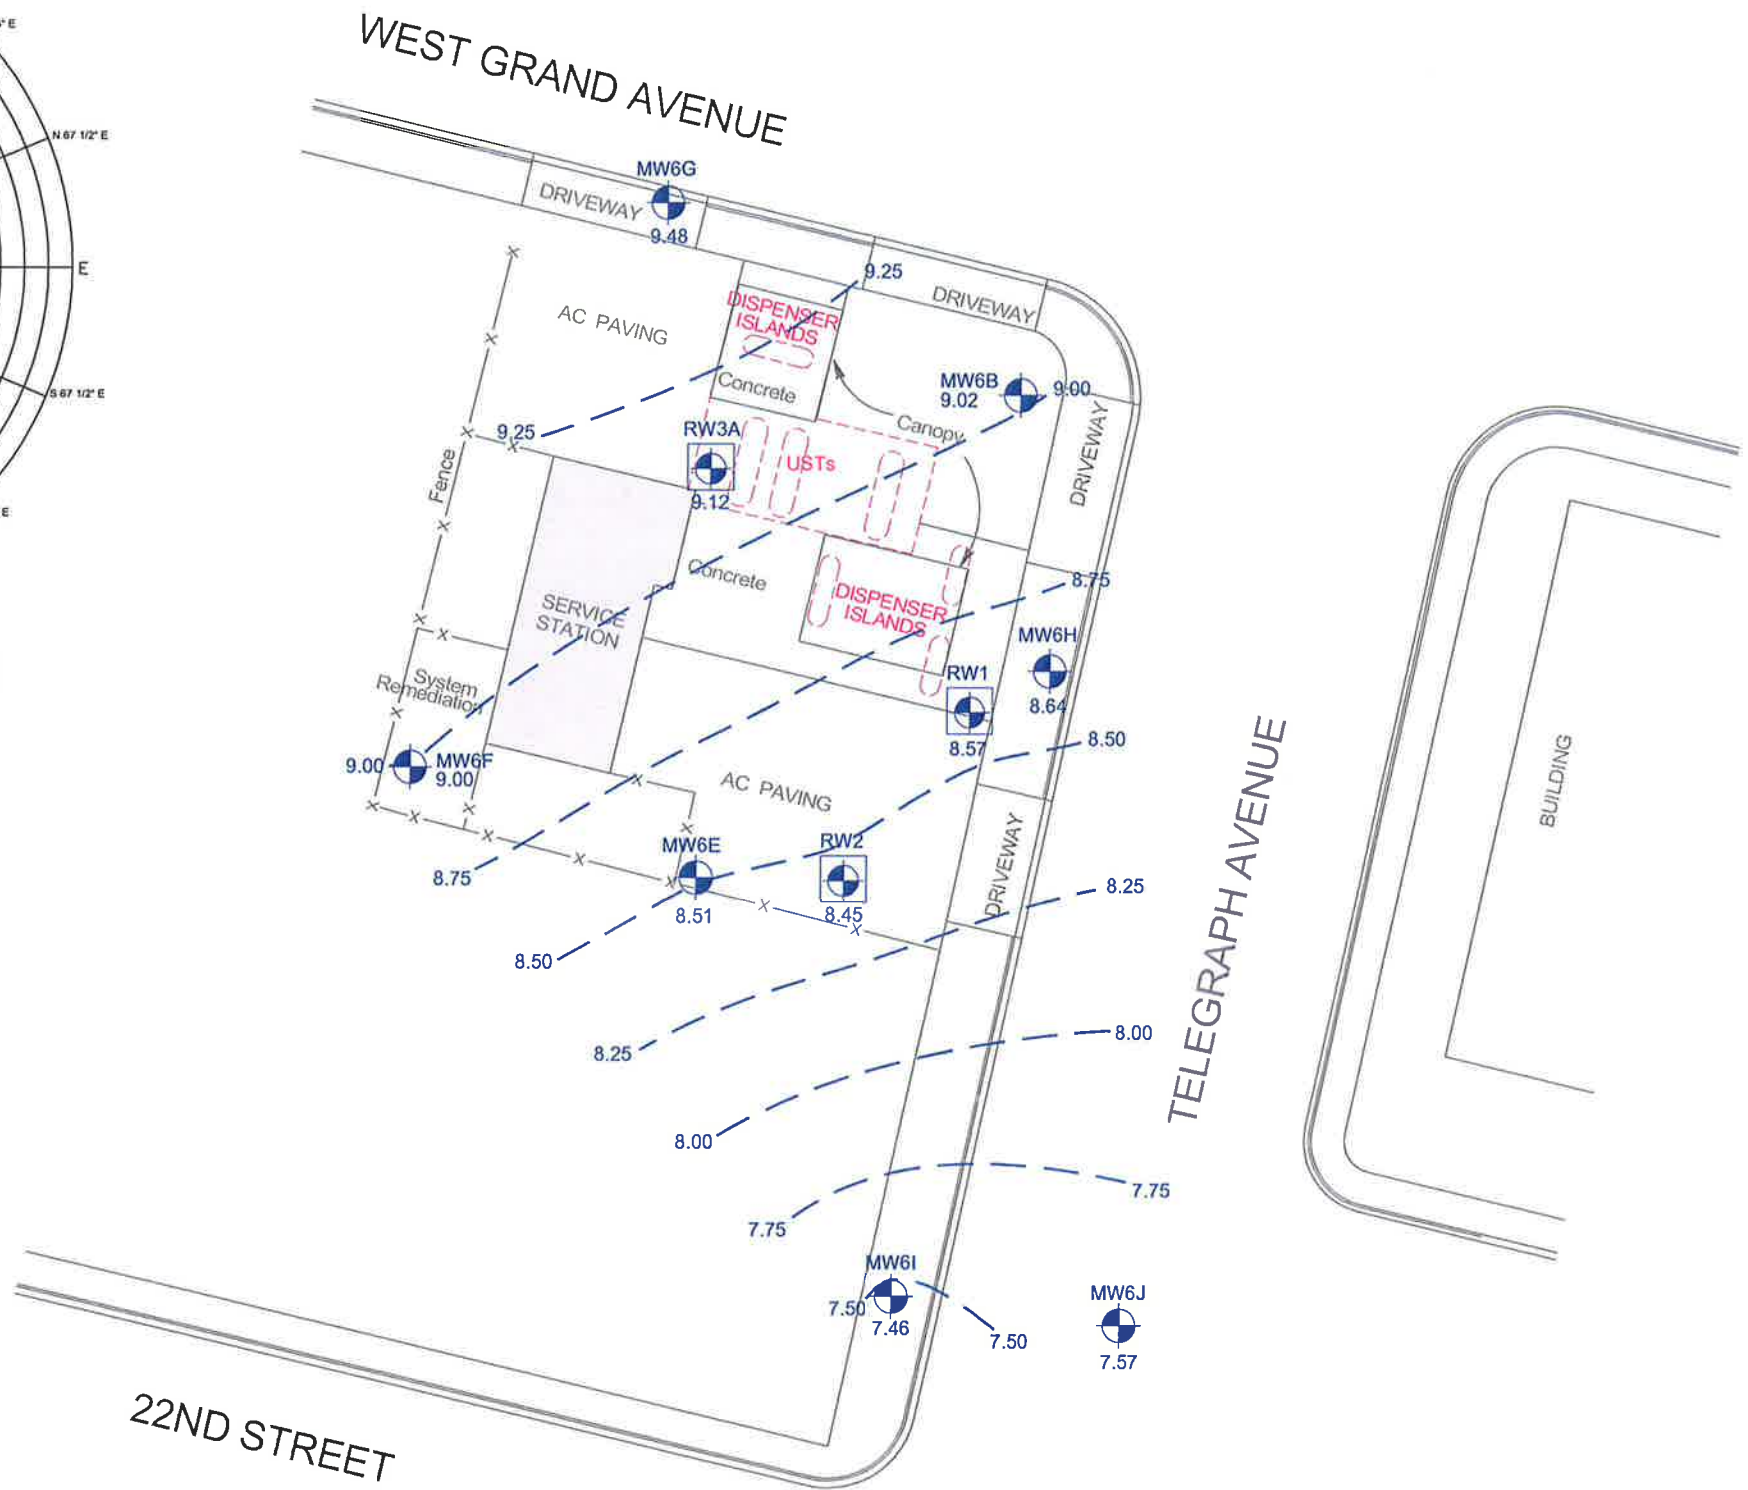 WEST GRAND AVENUE
N 67 1/2° E
E
S 67 1/2° E
E
MW6G
DRIVEWAY
9.48
9.25
DRIVEWAY
DISPENSER
ISLANDS
AC PAVING
Concrete
MW6B
9.02
9.00
Canopy
DRIVEWAY
9.25
RW3A
USTs
9.12
Fence
Concrete
8.75
DISPENSER
ISLANDS
SERVICE
STATION
MW6H
8.64
RW1
8.57
System
Remediation
8.50
9.00
MW6F
9.00
AC PAVING
BUILDING
MW6E
8.51
RW2
8.45
DRIVEWAY
8.75
8.25
TELEGRAPH AVENUE
8.50
8.25
8.00
8.00
7.75
7.75
MW6I
7.50
7.46
7.50
MW6J
7.57
22ND STREET